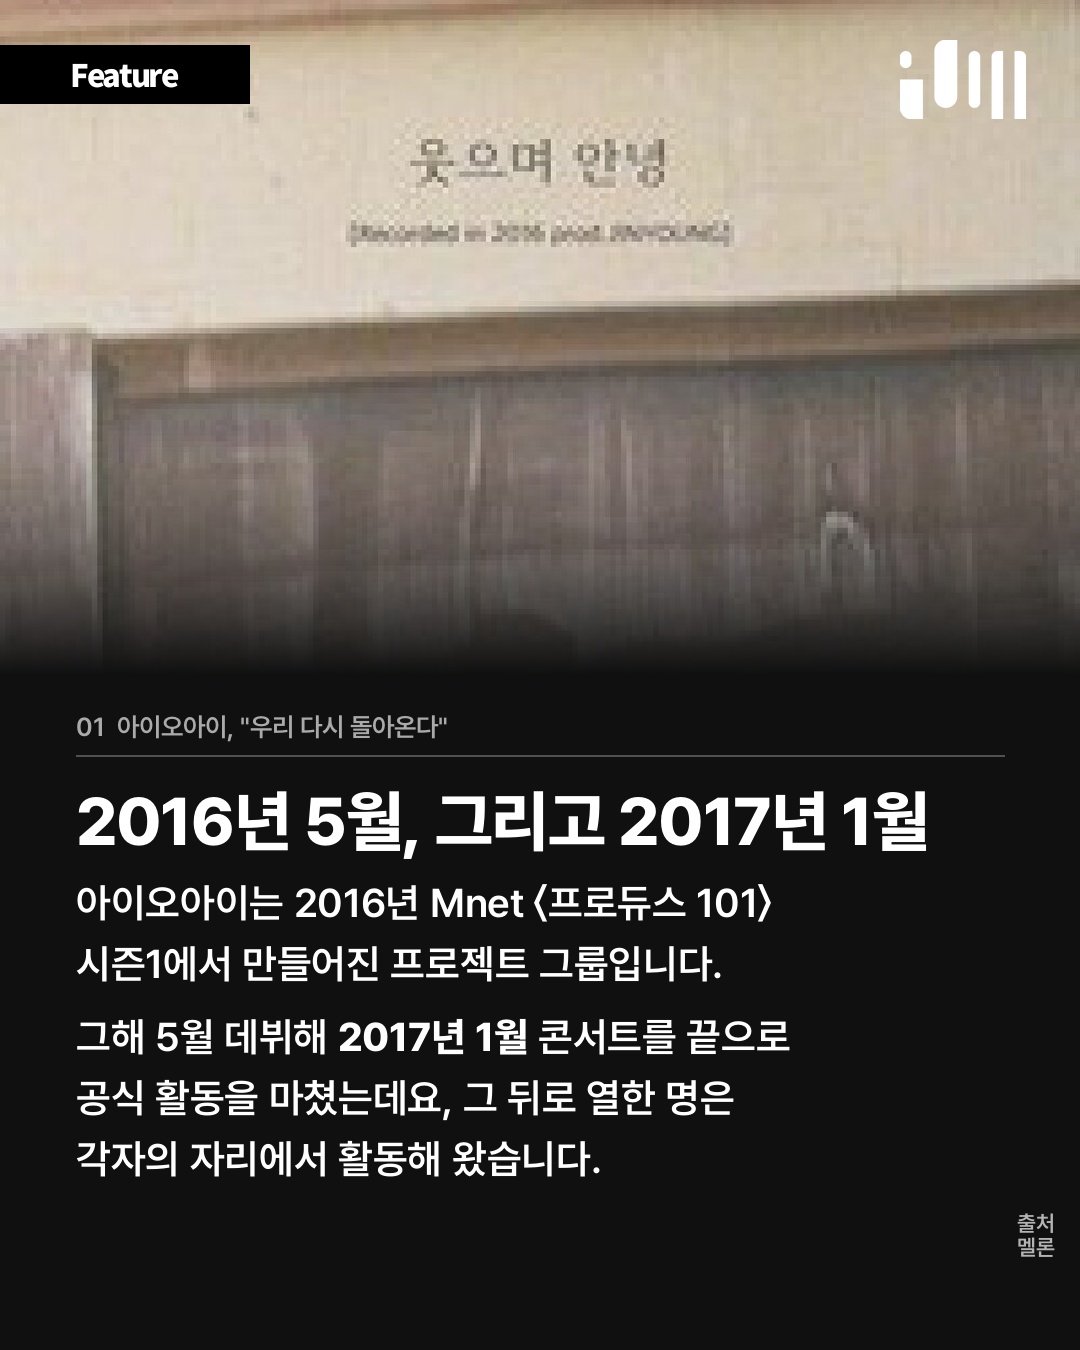 Feature
idm
웃으며 안녕
(Recorded in 2016 prod.JINYOUNG)
01 아이오아이, "우리 다시 돌아온다"
2016년 5월, 그리고 2017년 1월
아이오아이는 2016년 Mnet 〈프로듀스 101〉
시즌1에서 만들어진 프로젝트 그룹입니다.
그해 5월 데뷔해 2017년 1월 콘서트를 끝으로
공식 활동을 마쳤는데요, 그 뒤로 열한 명은
각자의 자리에서 활동해 왔습니다.
출처
멜론